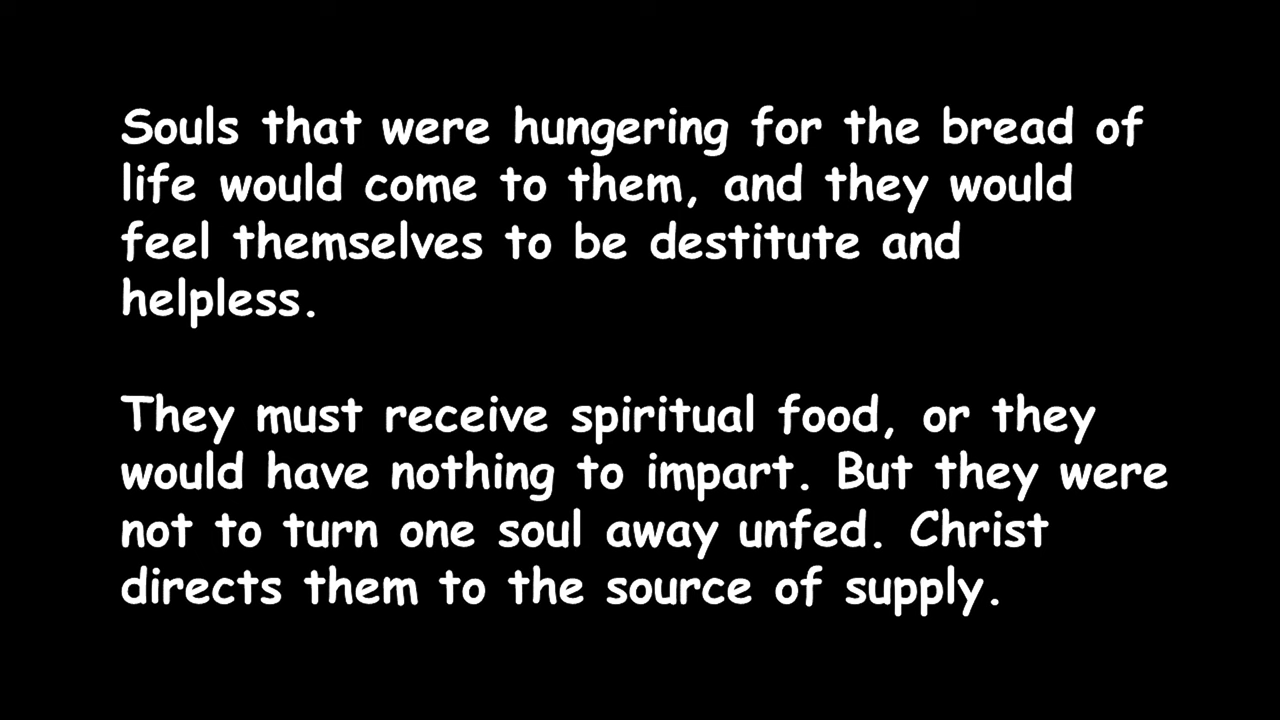 Souls that were hungering for the bread of
life would come to them, and they would
feel themselves to be destitute and
helpless.
They must receive spiritual food, or they
would have nothing to impart. But they were
not to turn one soul away unfed. Christ
directs them to the source of supply.